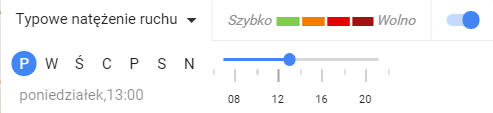 Typowe natężenie ruchu
Szybko Wolno
P W Ś C P S N
poniedziałek,13:00
08 12 16 20